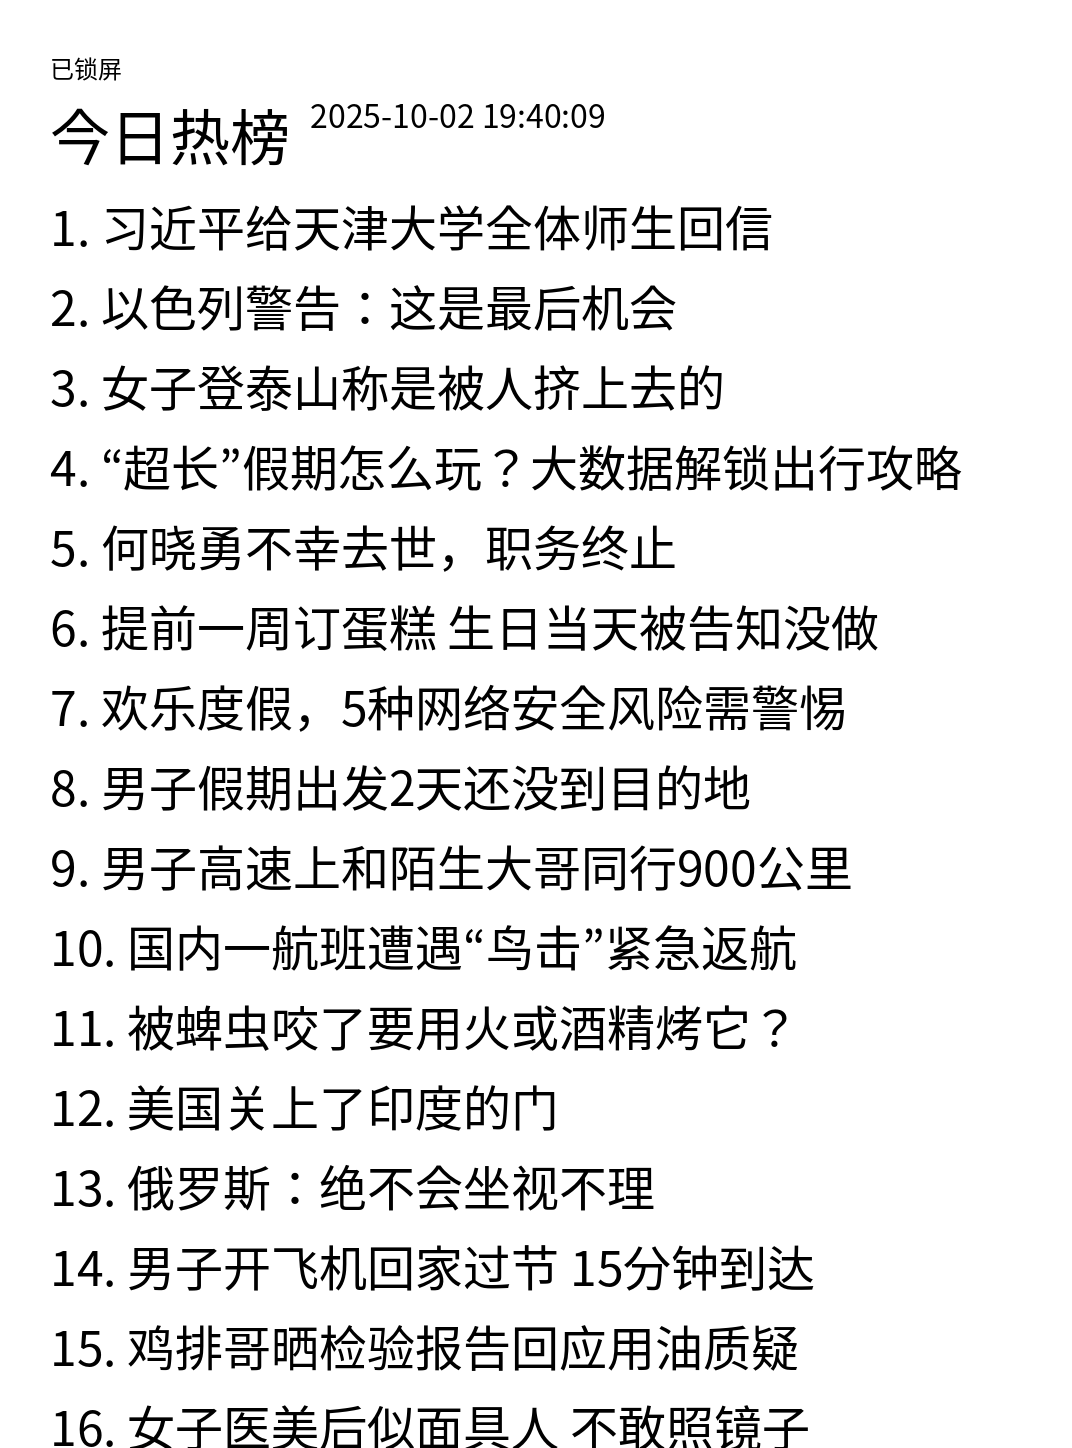 已锁屏
今日热榜 2025-10-02 19:40:09
1. 习近平给天津大学全体师生回信
2. 以色列警告：这是最后机会
3. 女子登泰山称是被人挤上去的
4. “超长”假期怎么玩？大数据解锁出行攻略
5. 何晓勇不幸去世，职务终止
6. 提前一周订蛋糕 生日当天被告知没做
7. 欢乐度假，5种网络安全风险需警惕
8. 男子假期出发2天还没到目的地
9. 男子高速上和陌生大哥同行900公里
10. 国内一航班遭遇“鸟击”紧急返航
11. 被蜱虫咬了要用火或酒精烤它？
12. 美国关上了印度的门
13. 俄罗斯：绝不会坐视不理
14. 男子开飞机回家过节 15分钟到达
15. 鸡排哥晒检验报告回应用油质疑
16. 女子医美后似面具人 不敢照镜子